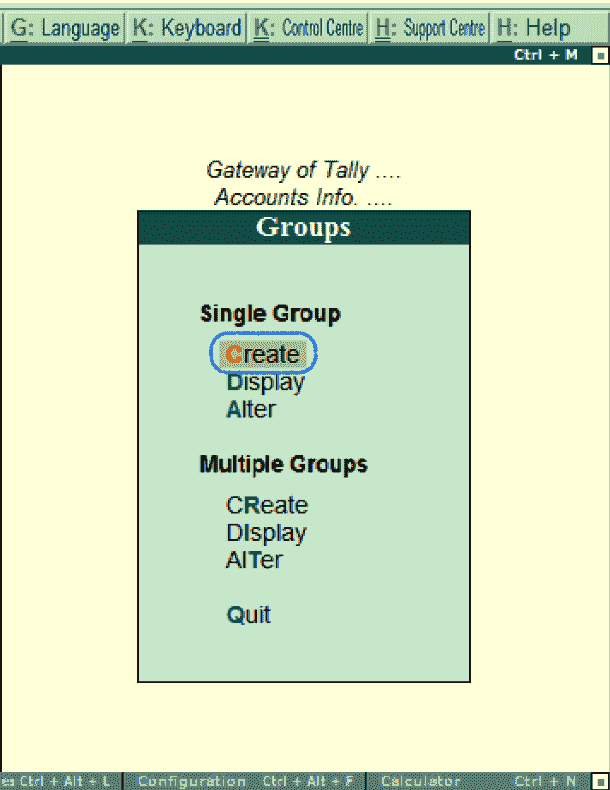 G: Language K: Keyboard K: Control Centre H: Support Centre H: Help
Ctrl + M
Gateway of Tally ....
Accounts Info. ....
Groups
Single Group
Create
Display
Alter
Multiple Groups
CReate
DIsplay
AlTer
Quit
es Ctrl + Alt + L Configuration Ctrl + Alt + F Calculator Ctrl + N